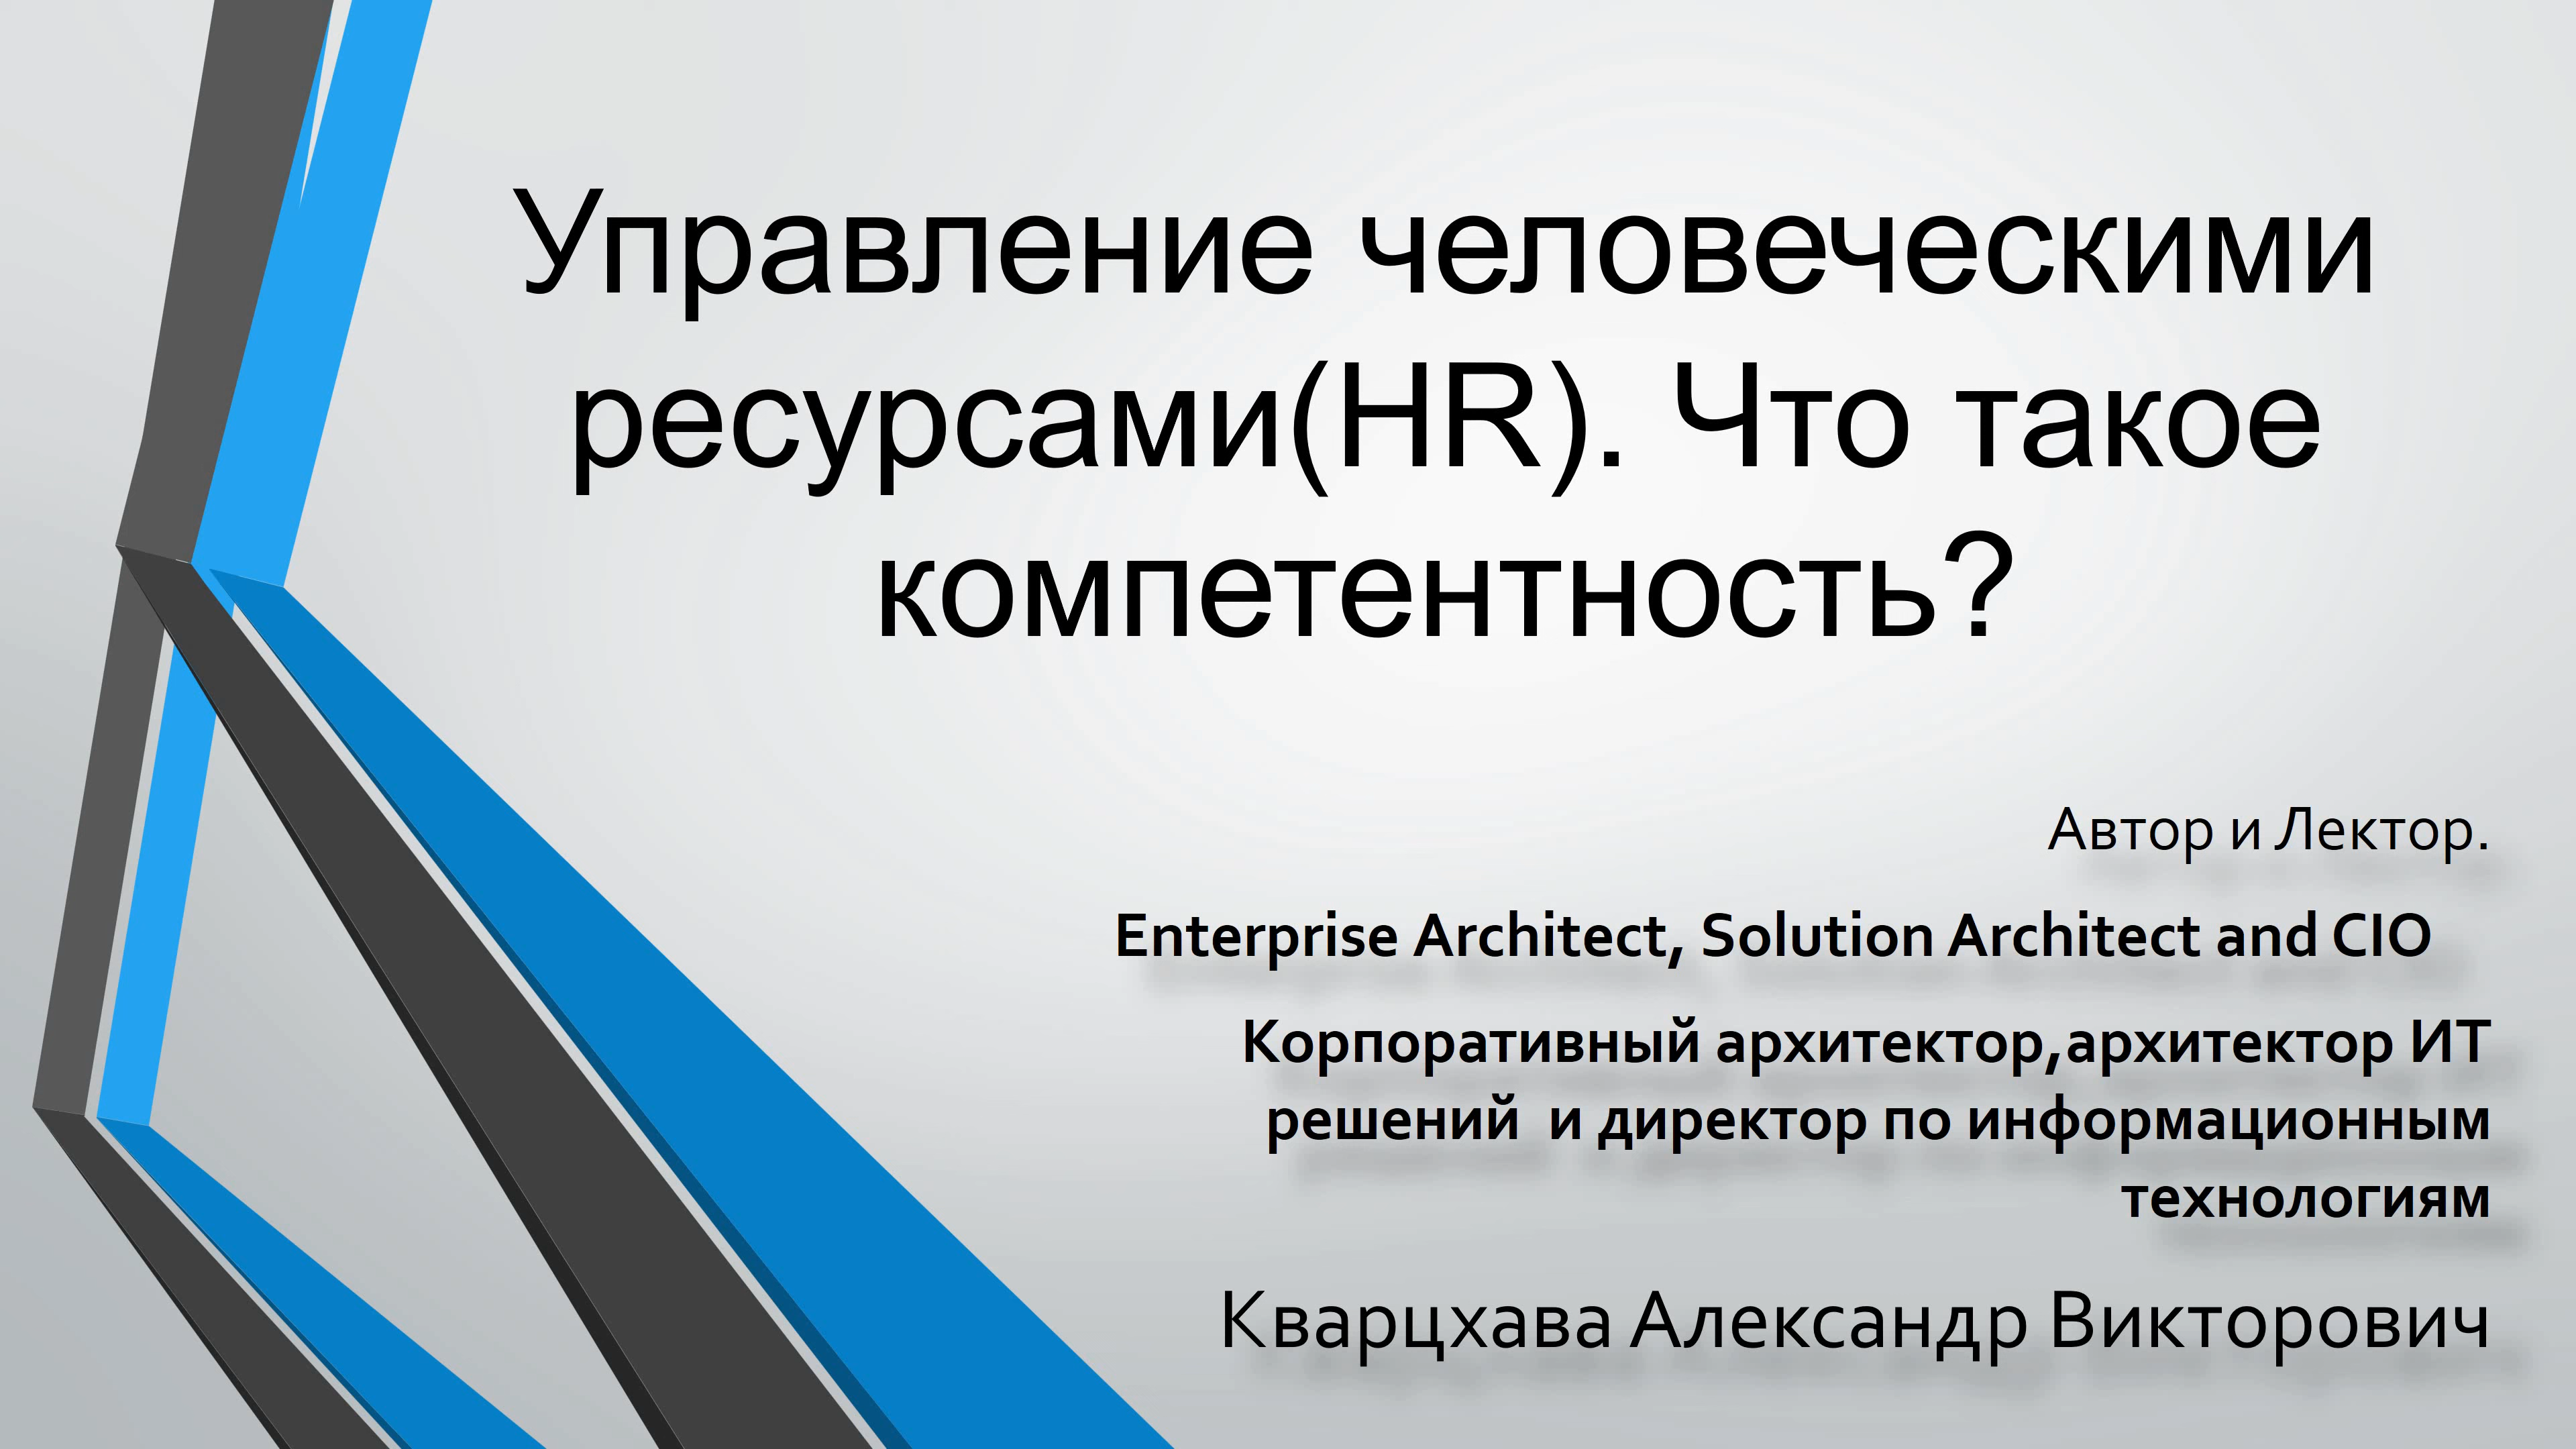 Управление человеческими
ресурсами(HR). Что такое
компетентность?
Автор и Лектор.
Enterprise Architect, Solution Architect and CIO
Корпоративный архитектор,архитектор ИТ
решений  и директор по информационным
технологиям
Кварцхава Александр Викторович